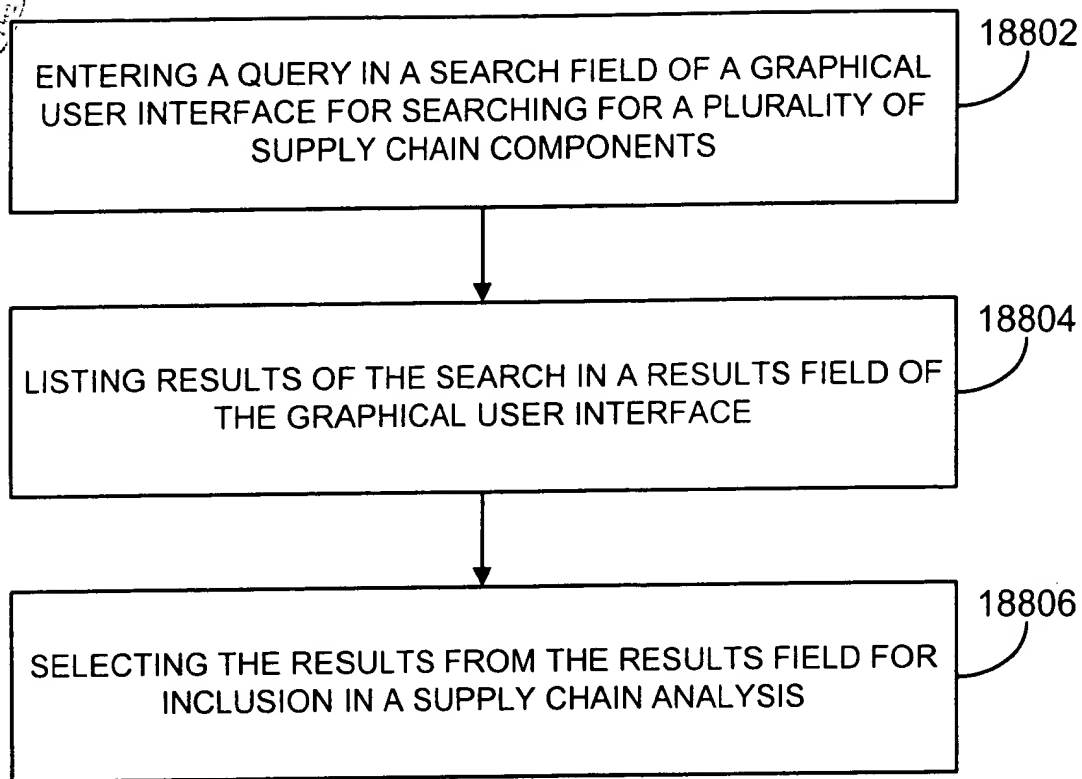 18802
ENTERING A QUERY IN A SEARCH FIELD OF A GRAPHICAL
USER INTERFACE FOR SEARCHING FOR A PLURALITY OF
SUPPLY CHAIN COMPONENTS
18804
LISTING RESULTS OF THE SEARCH IN A RESULTS FIELD OF
THE GRAPHICAL USER INTERFACE
18806
SELECTING THE RESULTS FROM THE RESULTS FIELD FOR
INCLUSION IN A SUPPLY CHAIN ANALYSIS